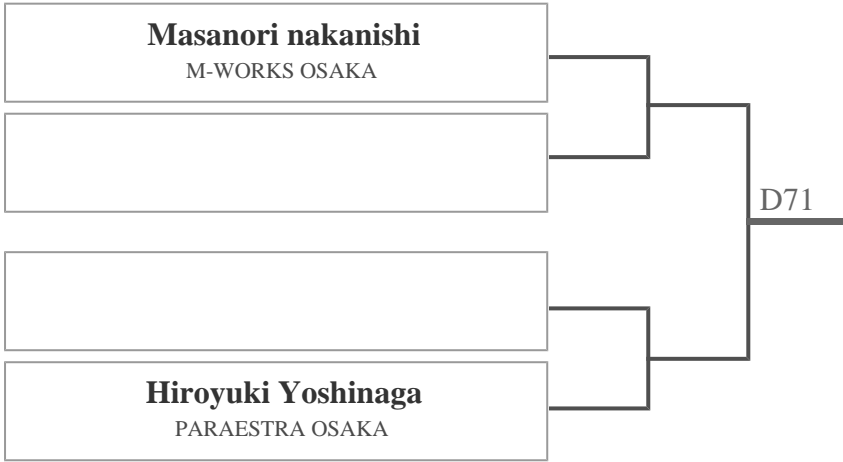 Masanori nakanishi
M-WORKS OSAKA
D71
Hiroyuki Yoshinaga
PARAESTRA OSAKA